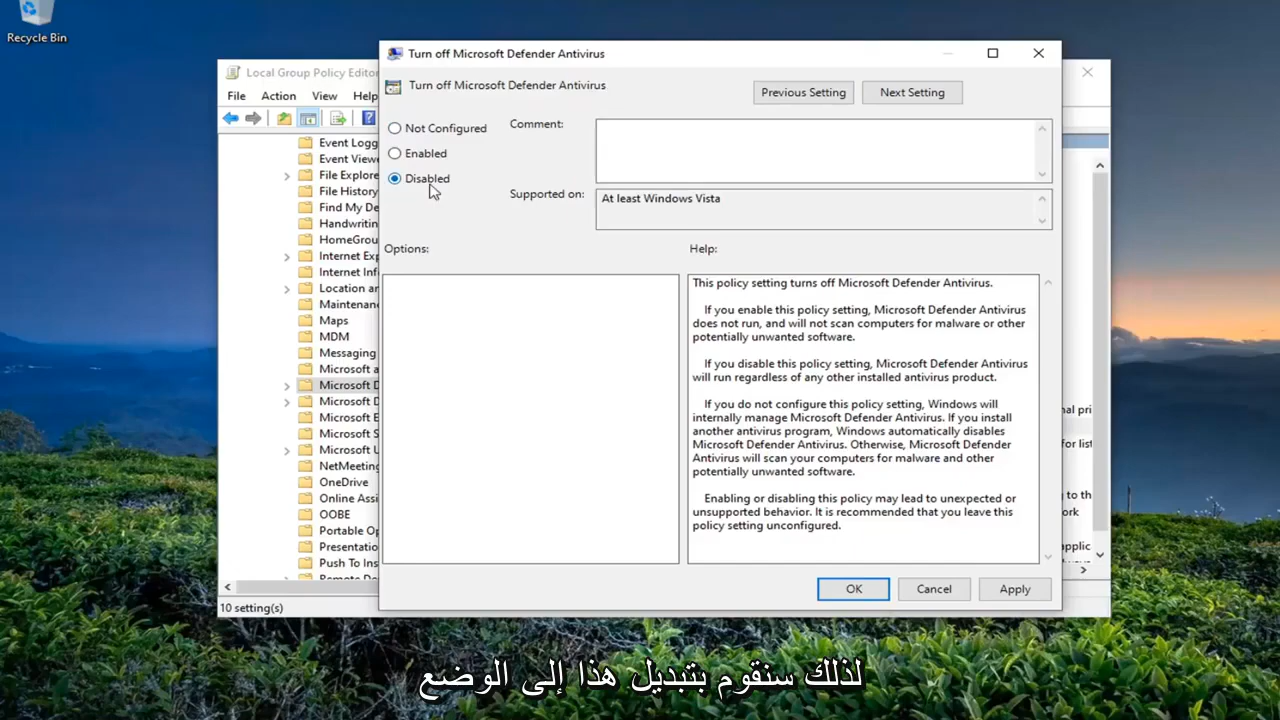 Recycle Bin
Turn off Microsoft Defender Antivirus
Local Group Policy Editor
Turn off Microsoft Defender Antivirus
Previous Setting
Next Setting
File Action View Help
Not Configured
Comment:
Enabled
Disabled
Supported on:
At least Windows Vista
Event Logg
Event Viewe
File Explore
File History
Find My De
Handwritin
HomeGrou
Internet Exp
Internet Inf
Location an
Maintenanc
Maps
MDM
Messaging
Microsoft a
Microsoft D
Microsoft D
Microsoft E
Microsoft S
Microsoft U
NetMeeting
OneDrive
Online Assi
OOBE
Portable Op
Presentatio
Push To Ins
Remote De
10 setting(s)
Options:
Help:
This policy setting turns off Microsoft Defender Antivirus.
If you enable this policy setting, Microsoft Defender Antivirus
does not run, and will not scan computers for malware or other
potentially unwanted software.
If you disable this policy setting, Microsoft Defender Antivirus
will run regardless of any other installed antivirus product.
If you do not configure this policy setting, Windows will
internally manage Microsoft Defender Antivirus. If you install
another antivirus program, Windows automatically disables
Microsoft Defender Antivirus. Otherwise, Microsoft Defender
Antivirus will scan your computers for malware and other
potentially unwanted software.
Enabling or disabling this policy may lead to unexpected or
unsupported behavior. It is recommended that you leave this
policy setting unconfigured.
nal pri
for list
g to th
ork
applic
OK
Cancel
Apply
لذلك سنقوم بتبديل هذا إلى الوضع